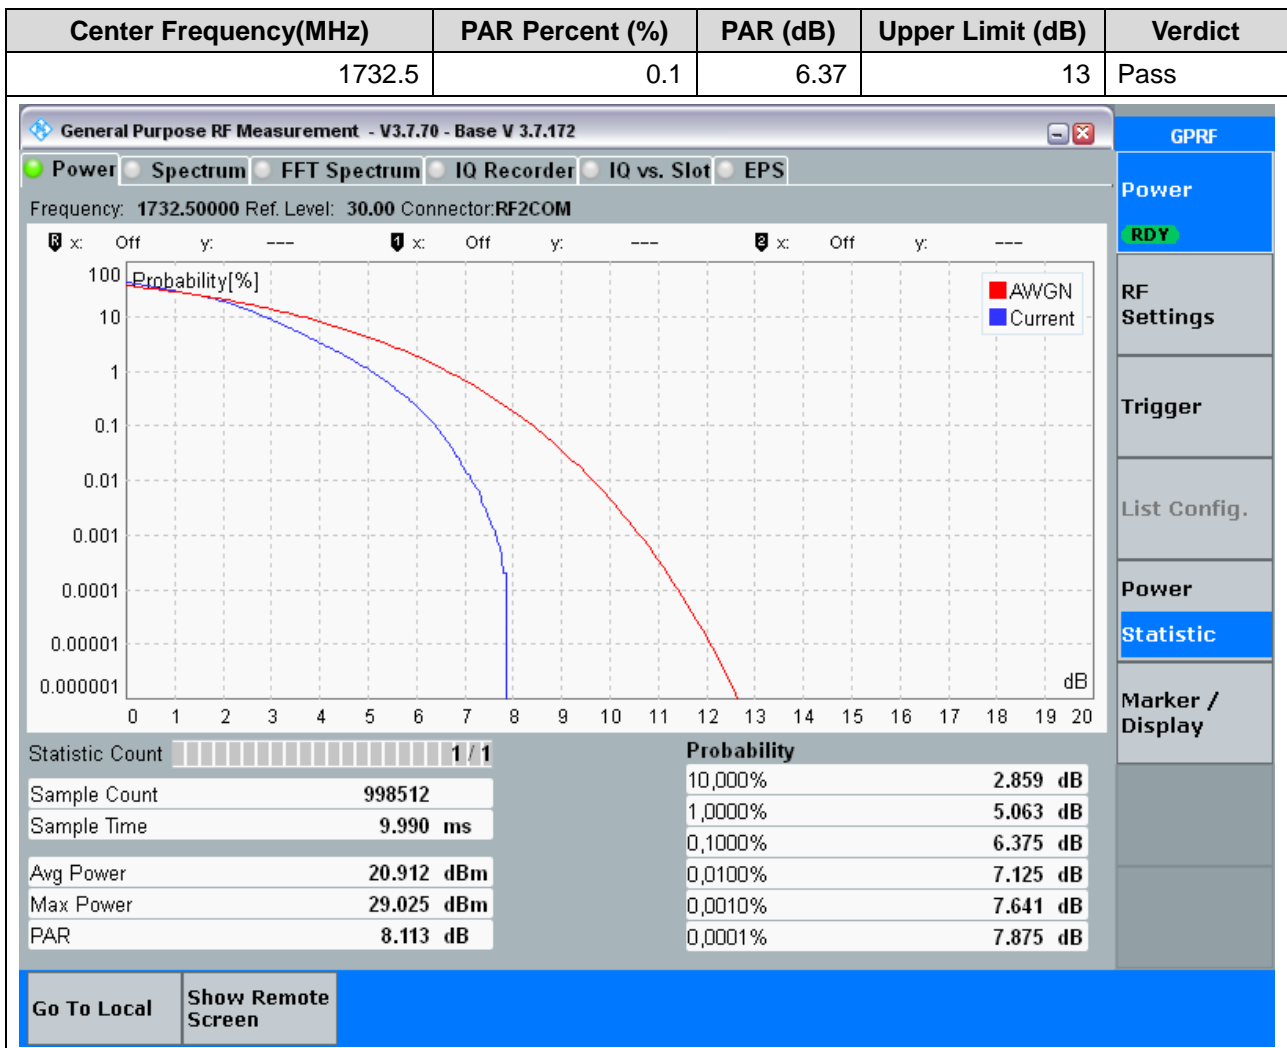 Center Frequency(MHz) PAR Percent (%) PAR (dB) Upper Limit (dB) Verdict
1732.5 0.1 6.37 13 Pass
General Purpose RF Measurement - V3.7.70 - Base V 3.7.172
GPRF
Power Spectrum FFT Spectrum IQ Recorder IQ vs. Slot EPS
Frequency: 1732.50000 Ref. Level: 30.00 Connector:RF2COM
R x: Off y: --- 1 x: Off y: --- 2 x: Off y: ---
Probability[%]
AWGN
Current
100
10
1
0.1
0.01
0.001
0.0001
0.00001
0.000001
dB
0 1 2 3 4 5 6 7 8 9 10 11 12 13 14 15 16 17 18 19 20
Statistic Count 1 / 1
Sample Count 998512
Sample Time 9.990 ms
Avg Power 20.912 dBm
Max Power 29.025 dBm
PAR 8.113 dB
Probability
10,000% 2.859 dB
1,0000% 5.063 dB
0,1000% 6.375 dB
0,0100% 7.125 dB
0,0010% 7.641 dB
0,0001% 7.875 dB
Power
RDY
RF
Settings
Trigger
List Config.
Power
Statistic
Marker /
Display
Go To Local
Show Remote
Screen